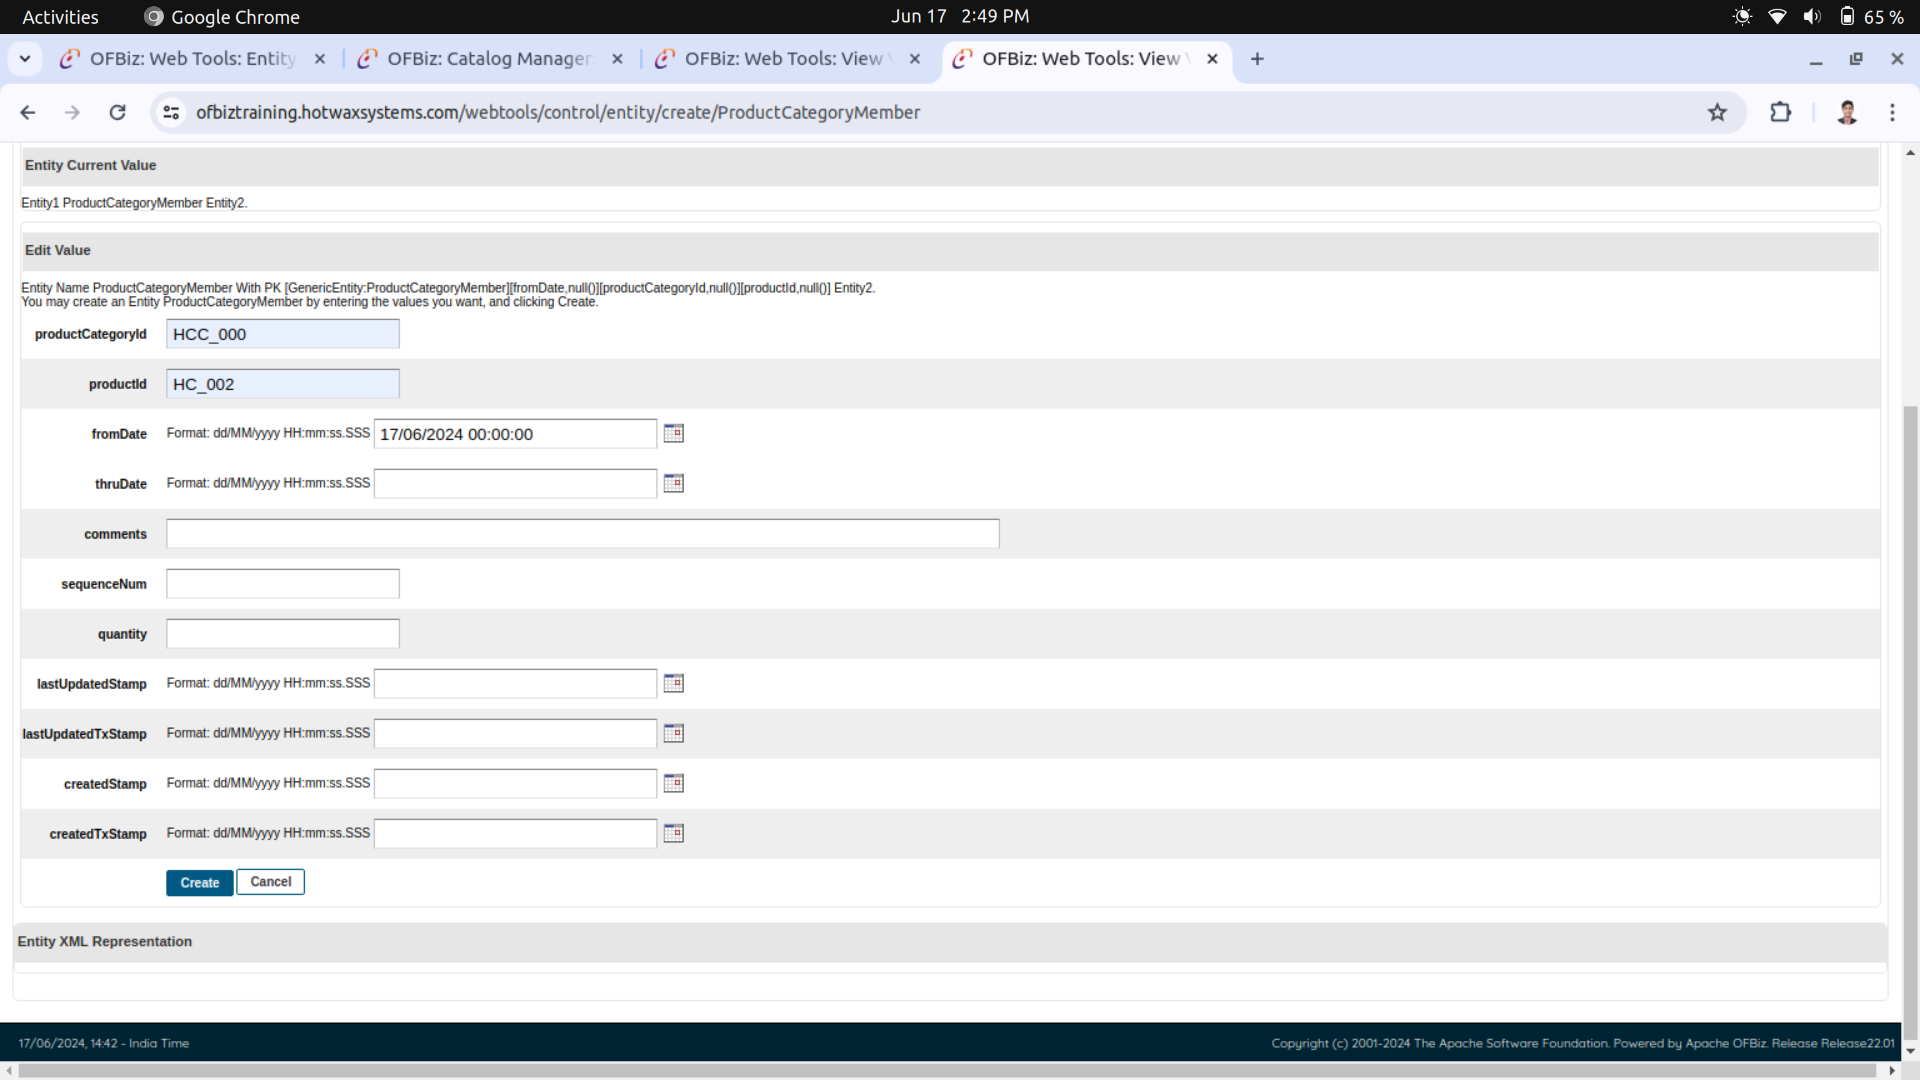 Activities
Google Chrome
Jun 17 2:49 PM
65 %
OFBiz: Web Tools: Entity
OFBiz: Catalog Manager:
OFBiz: Web Tools: View
OFBiz: Web Tools: View
ofbiztraining.hotwaxsystems.com/webtools/control/entity/create/ProductCategoryMember
Entity Current Value
Entity1 ProductCategoryMember Entity2.
Edit Value
Entity Name ProductCategoryMember With PK [GenericEntity:ProductCategoryMember][fromDate,null()][productCategoryId,null()][productId,null()] Entity2.
You may create an Entity ProductCategoryMember by entering the values you want, and clicking Create.
productCategoryId HCC_000
productId HC_002
fromDate Format: dd/MM/yyyy HH:mm:ss.SSS 17/06/2024 00:00:00
thruDate Format: dd/MM/yyyy HH:mm:ss.SSS
comments
sequenceNum
quantity
lastUpdatedStamp Format: dd/MM/yyyy HH:mm:ss.SSS
lastUpdatedTxStamp Format: dd/MM/yyyy HH:mm:ss.SSS
createdStamp Format: dd/MM/yyyy HH:mm:ss.SSS
createdTxStamp Format: dd/MM/yyyy HH:mm:ss.SSS
Create Cancel
Entity XML Representation
17/06/2024, 14:42 - India Time
Copyright (c) 2001-2024 The Apache Software Foundation. Powered by Apache OFBiz. Release Release22.01